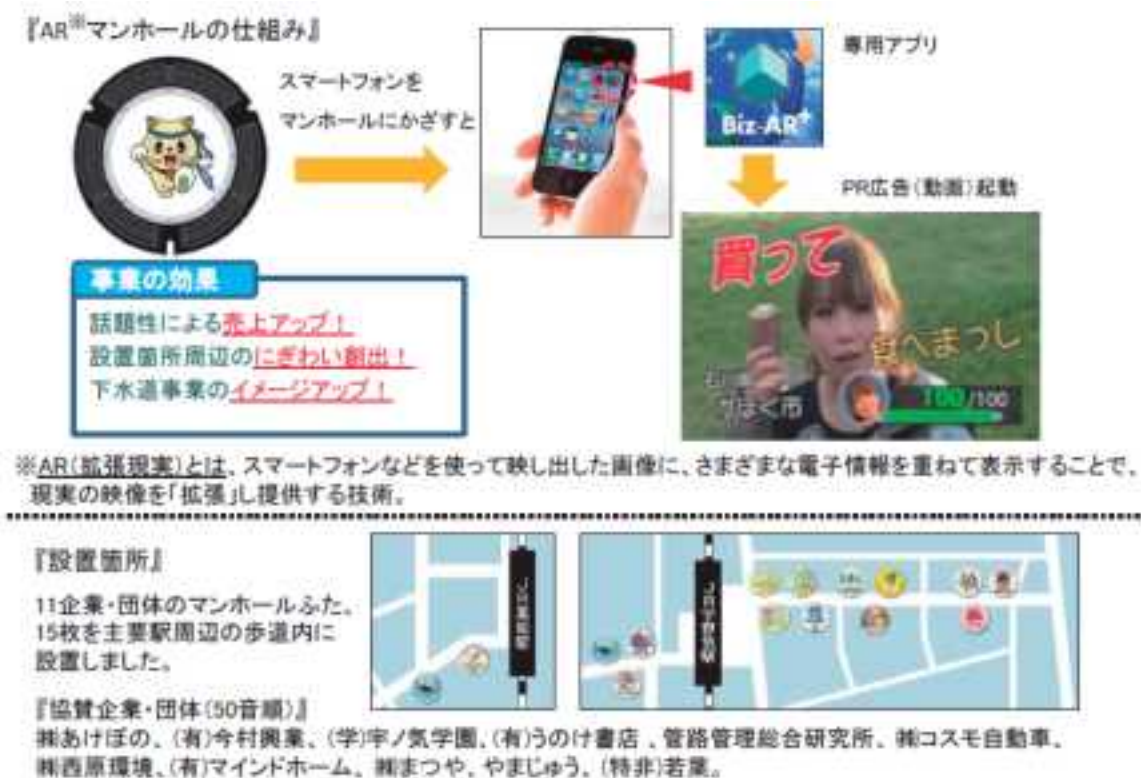 『AR※マンホールの仕組み』
スマートフォンを
マンホールにかざすと
専用アプリ
Biz-AR+
PR広告(動画)起動
買って
食べまっし
ほく市
100/100
事業の効果
話題性による売上アップ!
設置箇所周辺のにぎわい創出!
下水道事業のイメージアップ!
※AR(拡張現実)とは、スマートフォンなどを使って映し出した画像に、さまざまな電子情報を重ねて表示することで、
現実の映像を「拡張」し提供する技術。
『設置箇所』
11企業・団体のマンホールふた。
15枚を主要駅周辺の歩道内に
設置しました。
『協賛企業・団体(50音順)』
㈱あけぼの、(有)今村興業、(学)宇ノ気学園、(有)うのけ書店 、管路管理総合研究所、㈱コスモ自動車、
㈱西原環境、(有)マインドホーム、㈱まつや、やまじゅう、(特非)若葉。